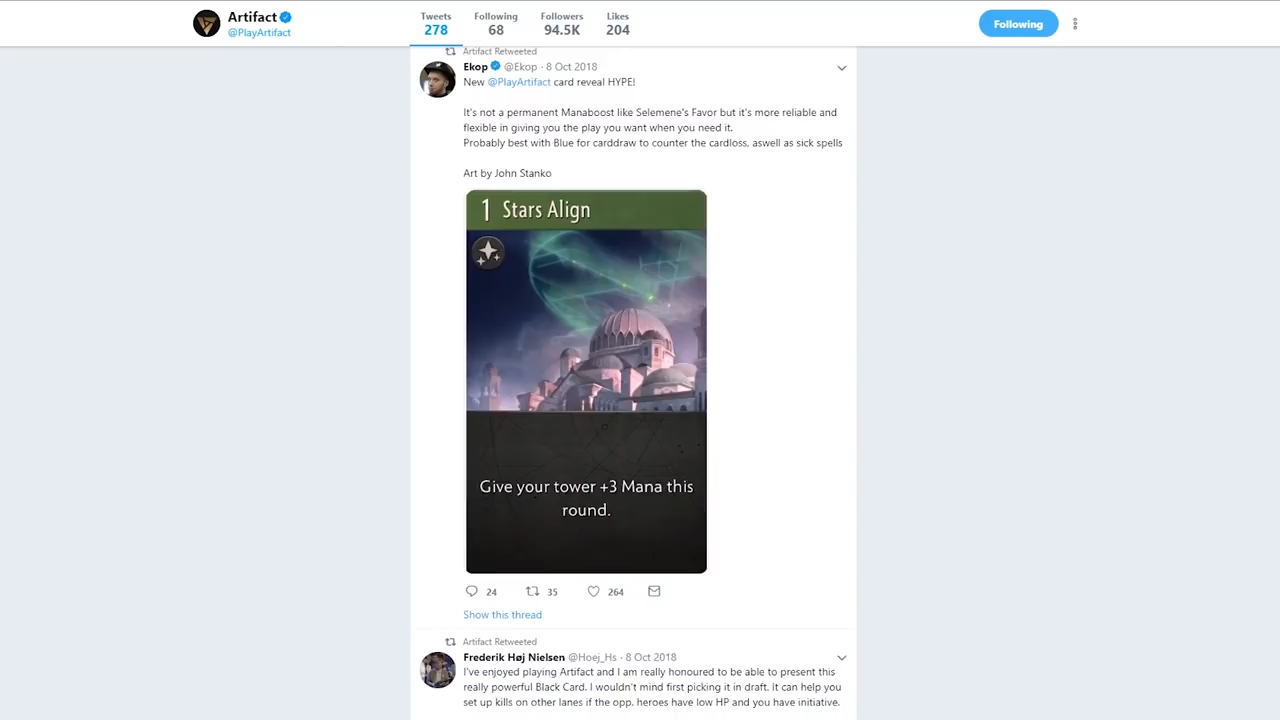 Artifact
@PlayArtifact
Tweets
278
Following
68
Followers
94.5K
Likes
204
Following
Artifact Retweeted
Ekop @Ekop · 8 Oct 2018
New @PlayArtifact card reveal HYPE!
It's not a permanent Manaboost like Selemene's Favor but it's more reliable and
flexible in giving you the play you want when you need it.
Probably best with Blue for carddraw to counter the cardloss, aswell as sick spells
Art by John Stanko
1 Stars Align
Give your tower +3 Mana this
round.
24
35
264
Show this thread
Artifact Retweeted
Frederik Høj Nielsen @Hoej_Hs · 8 Oct 2018
I've enjoyed playing Artifact and I am really honoured to be able to present this
really powerful Black Card. I wouldn't mind first picking it in draft. It can help you
set up kills on other lanes if the opp. heroes have low HP and you have initiative.